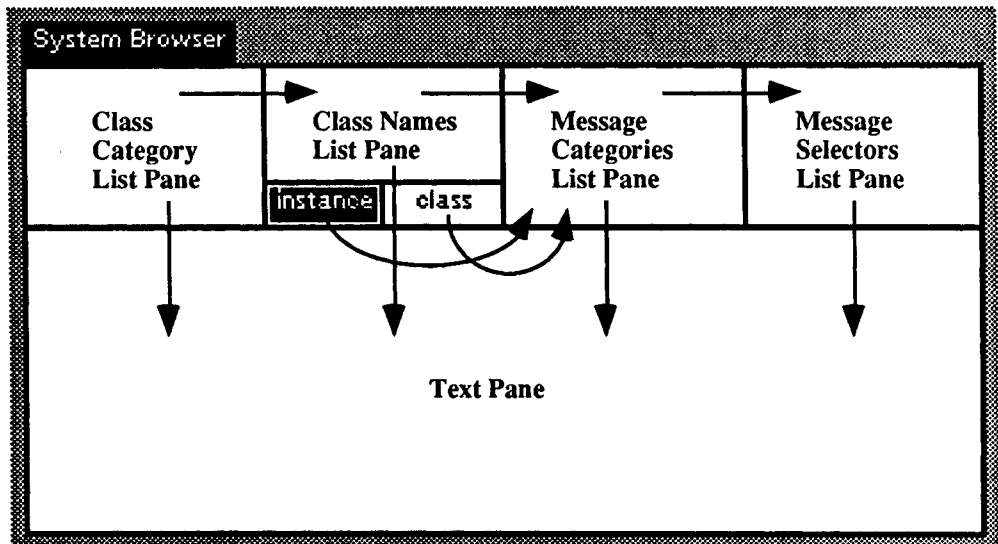 System Browser
Class
Category
List Pane
Class Names
List Pane
instance
class
Message
Categories
List Pane
Message
Selectors
List Pane
Text Pane